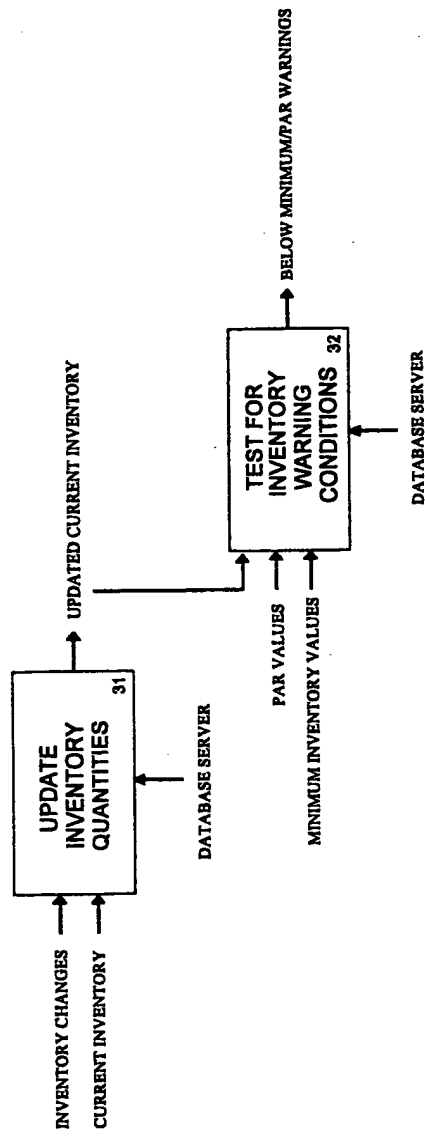 INVENTORY CHANGES
CURRENT INVENTORY
UPDATE
INVENTORY
QUANTITIES
31
DATABASE SERVER
UPDATED CURRENT INVENTORY
PAR VALUES
MINIMUM INVENTORY VALUES
TEST FOR
INVENTORY
WARNING
CONDITIONS
32
DATABASE SERVER
BELOW MINIMUM/PAR WARNINGS